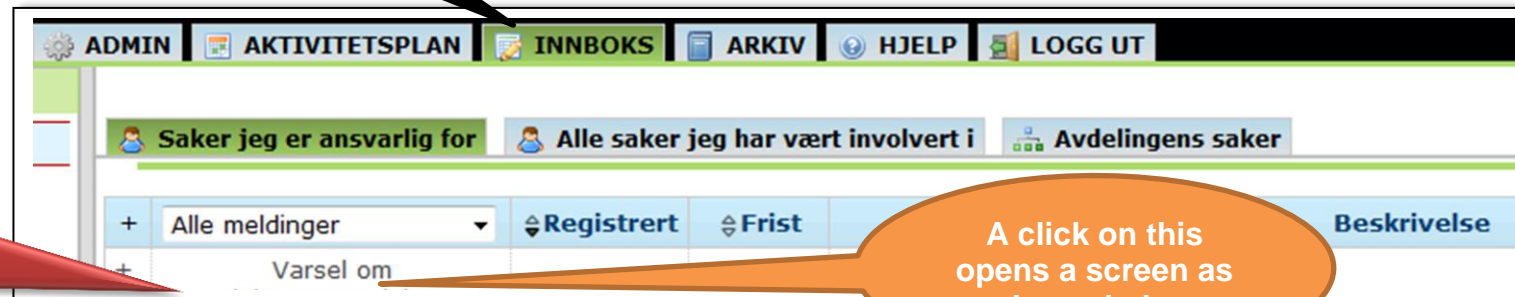 ADMIN AKTIVITETSPLAN INNBOKS ARKIV HJELP LOGG UT
Saker jeg er ansvarlig for Alle saker jeg har vært involvert i Avdelingens saker
+ Alle meldinger Registrert Frist Beskrivelse
+ Varsel om
A click on this
opens a screen as